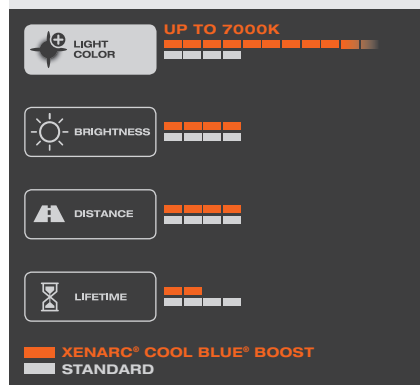 UP TO 7000K
LIGHT
COLOR
BRIGHTNESS
DISTANCE
LIFETIME
XENARC® COOL BLUE® BOOST
STANDARD